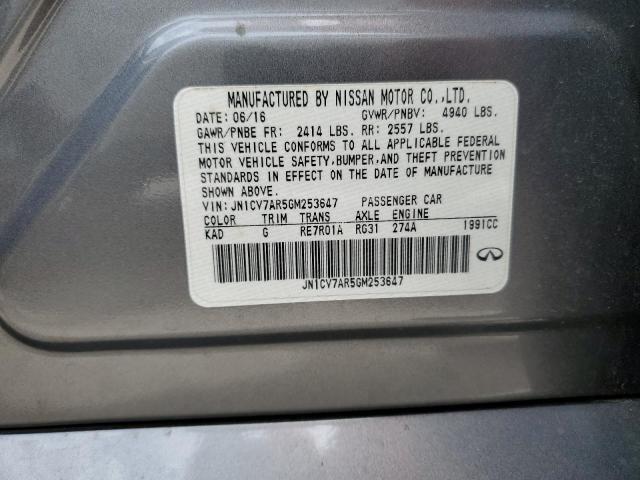 MANUFACTURED BY NISSAN MOTOR CO.,LTD.
DATE: 06/16 GVWR/PNBV: 4940 LBS.
GAWR/PNBE FR: 2414 LBS. RR: 2557 LBS.
THIS VEHICLE CONFORMS TO ALL APPLICABLE FEDERAL
MOTOR VEHICLE SAFETY,BUMPER,AND THEFT PREVENTION
STANDARDS IN EFFECT ON THE DATE OF MANUFACTURE
SHOWN ABOVE.
VIN: JN1CV7AR5GM253647 PASSENGER CAR
COLOR TRIM TRANS AXLE ENGINE
KAD G RE7R01A RG31 274A 1991CC
JN1CV7AR5GM253647